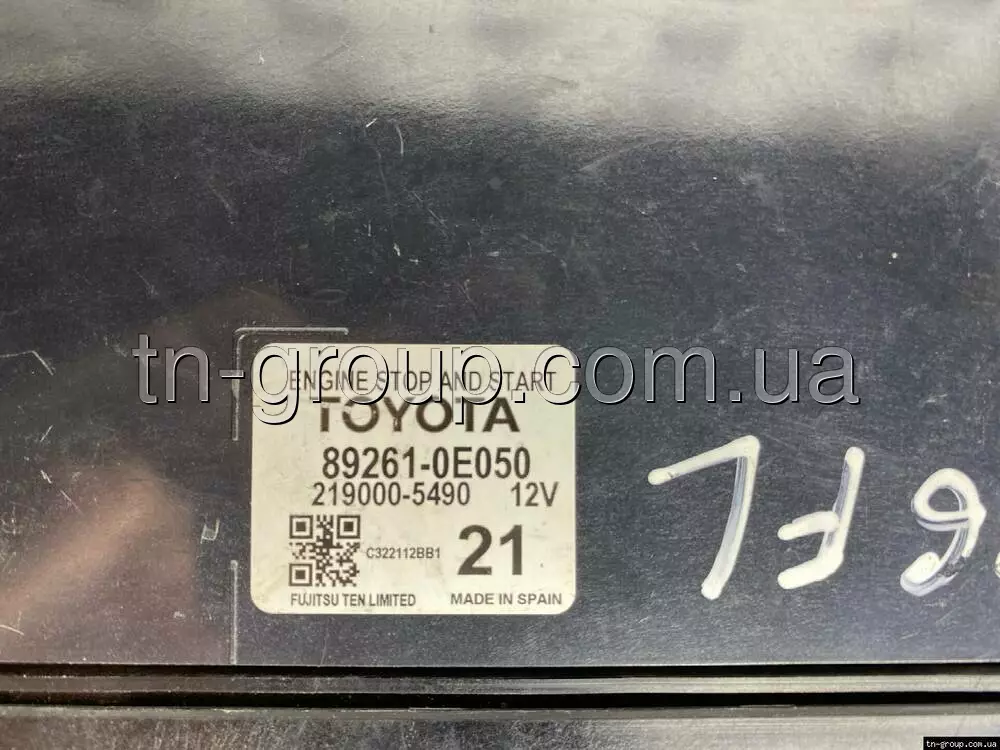 tn-group.com.ua
ENGINE STOP AND START
TOYOTA
89261-0E050
219000-5490 12V
C322112BB1
21
FUJITSU TEN LIMITED MADE IN SPAIN
tn-group.com.ua